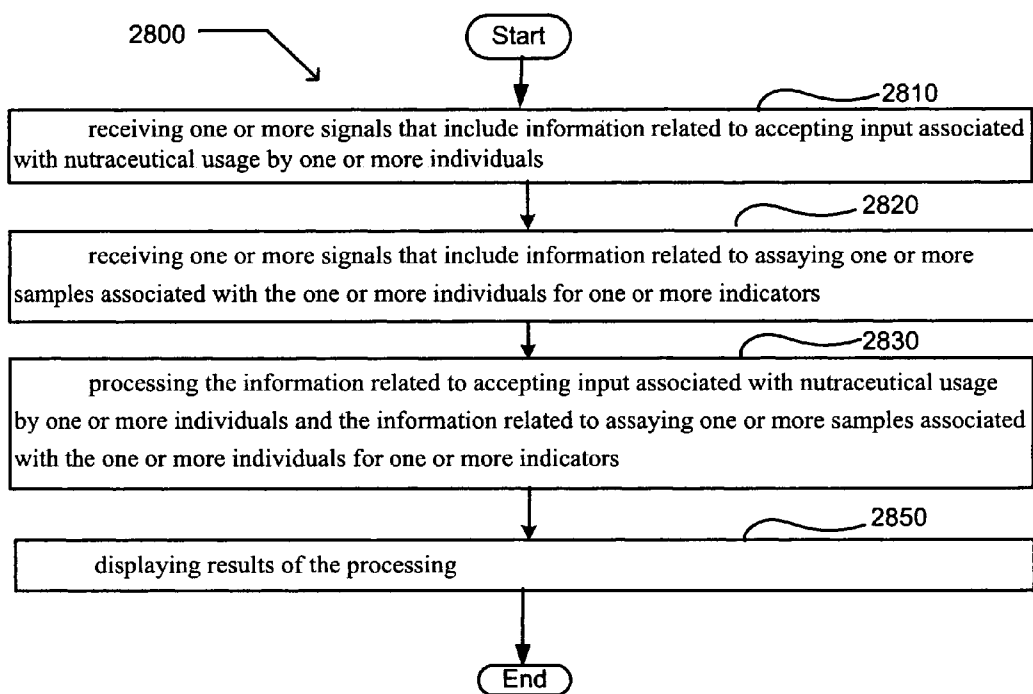 2800
Start
2810
receiving one or more signals that include information related to accepting input associated
with nutraceutical usage by one or more individuals
2820
receiving one or more signals that include information related to assaying one or more
samples associated with the one or more individuals for one or more indicators
2830
processing the information related to accepting input associated with nutraceutical usage
by one or more individuals and the information related to assaying one or more samples associated
with the one or more individuals for one or more indicators
2850
displaying results of the processing
End